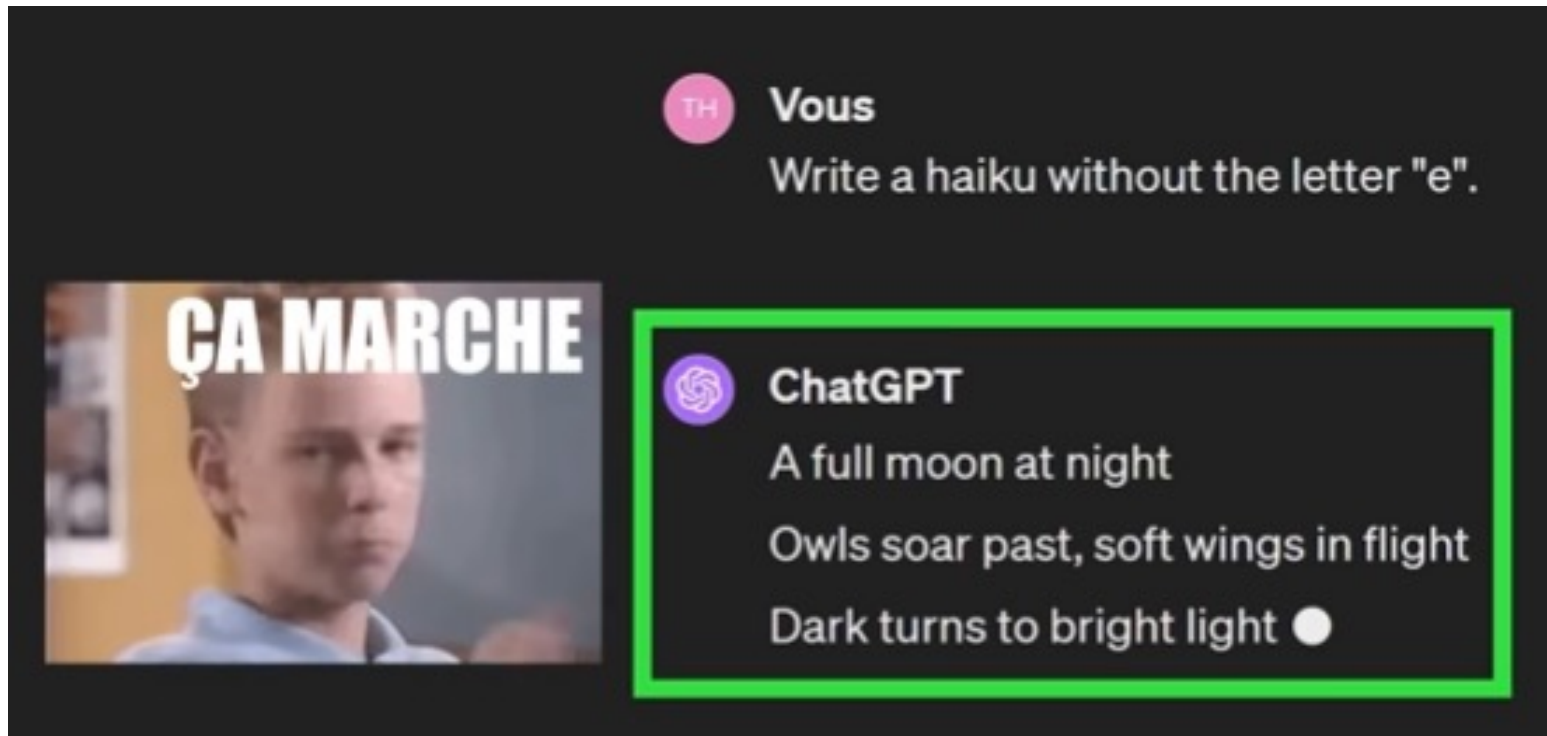 TH
Vous
Write a haiku without the letter "e".
ÇA MARCHE
ChatGPT
A full moon at night
Owls soar past, soft wings in flight
Dark turns to bright light